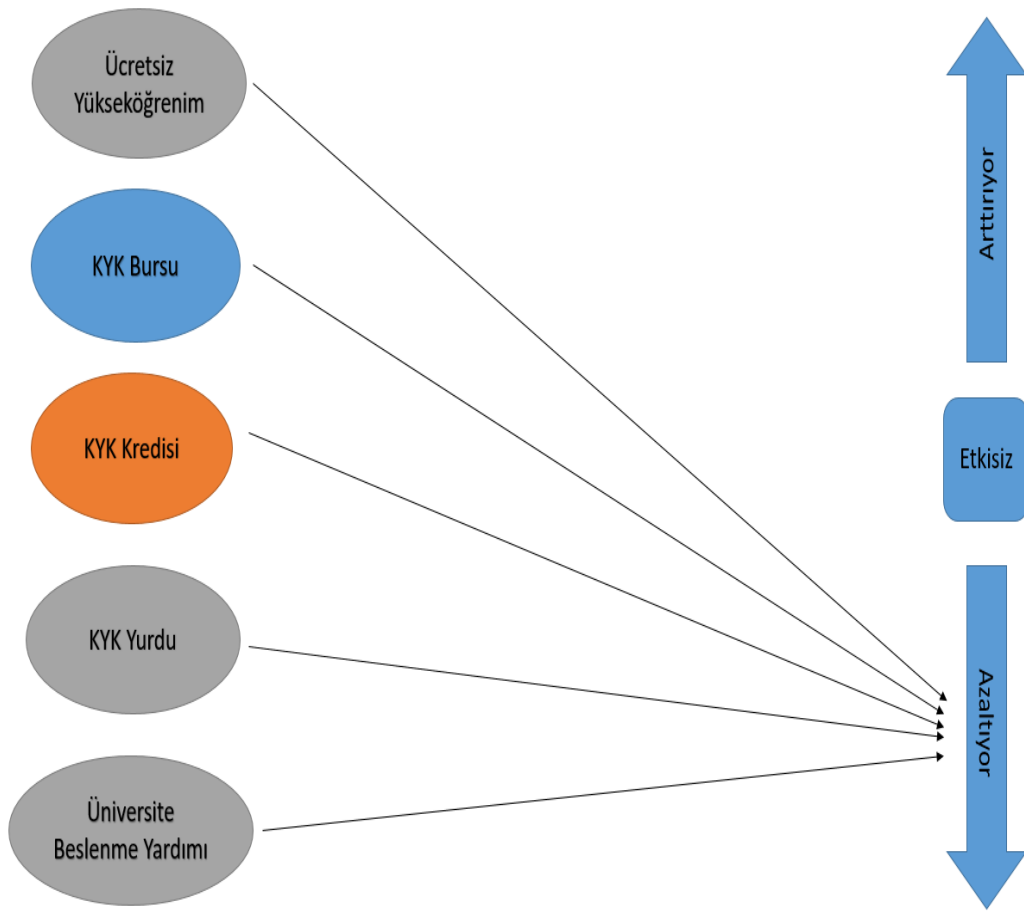 Ücretsiz
Yükseköğrenim
KYK Bursu
KYK Kredisi
KYK Yurdu
Üniversite
Beslenme Yardımı
Arttırıyor
Etkisiz
Azaltıyor